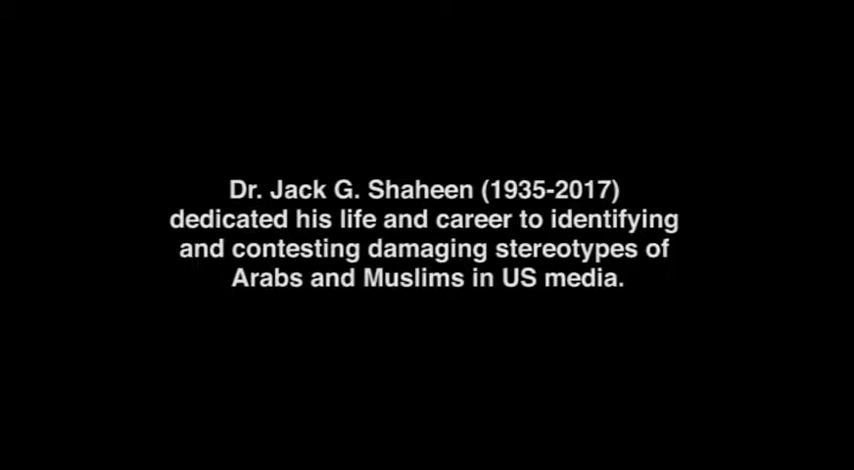 Dr. Jack G. Shaheen (1935-2017)
dedicated his life and career to identifying
and contesting damaging stereotypes of
Arabs and Muslims in US media.